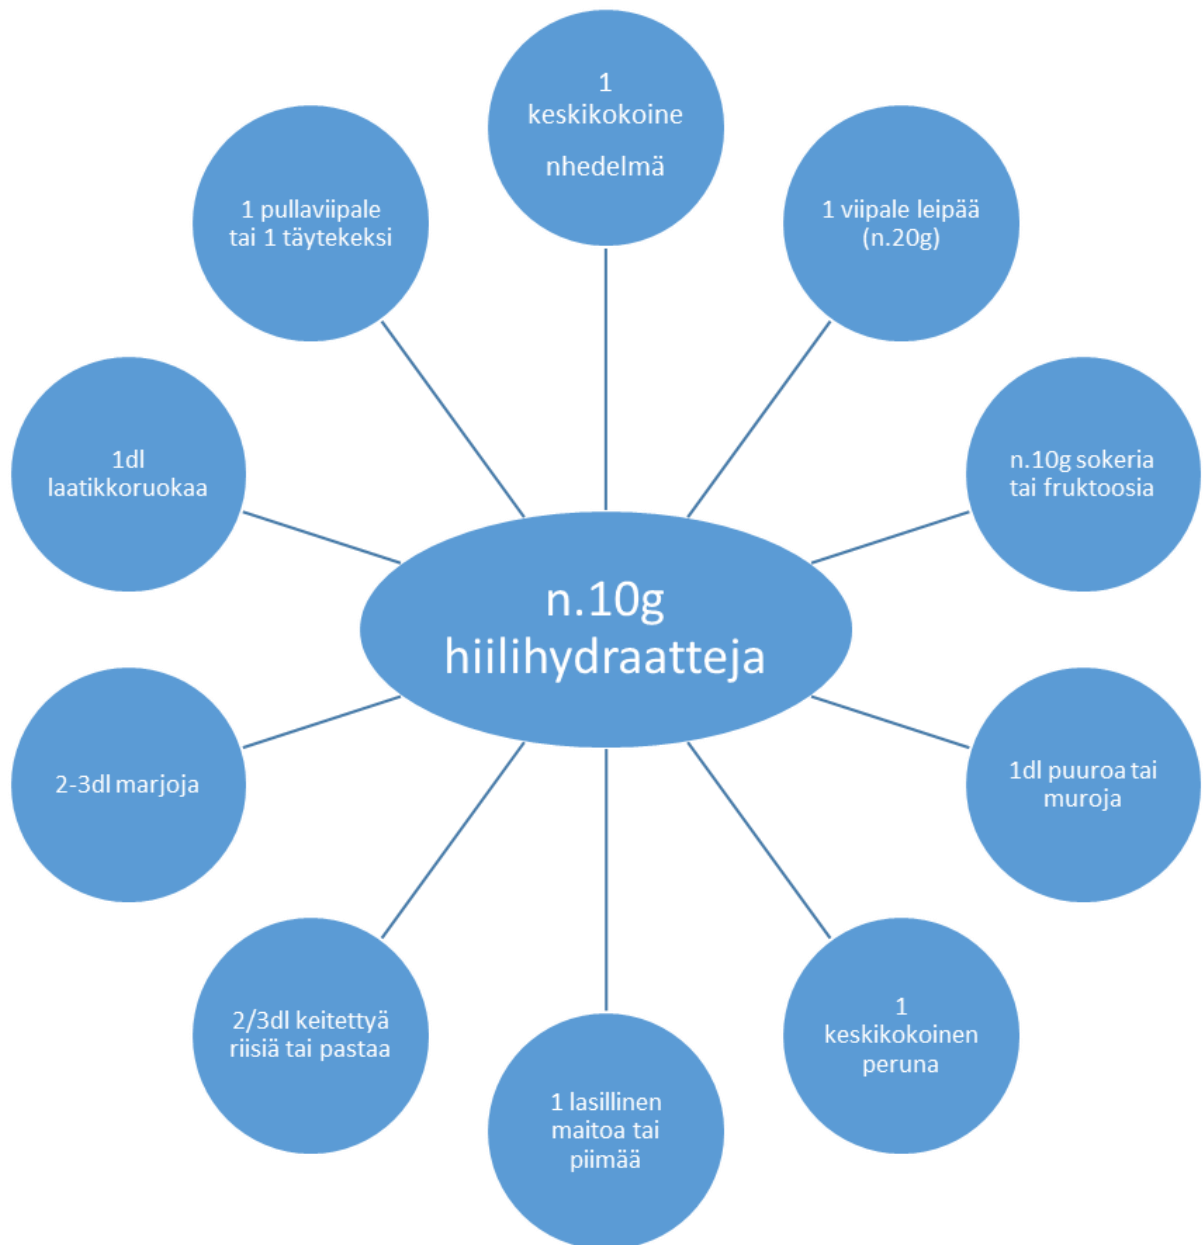 1
keskikokoine
nhedelmä
1 viipale leipää
(n.20g)
n.10g sokeria
tai fruktoosia
1dl puuroa tai
muroja
1
keskikokoinen
peruna
1 lasillinen
maitoa tai
piimää
2/3dl keitettyä
riisiä tai pastaa
2-3dl marjoja
1dl
laatikkoruokaa
1 pullaviipale
tai 1 täytekeksi
n.10g
hiilihydraatteja